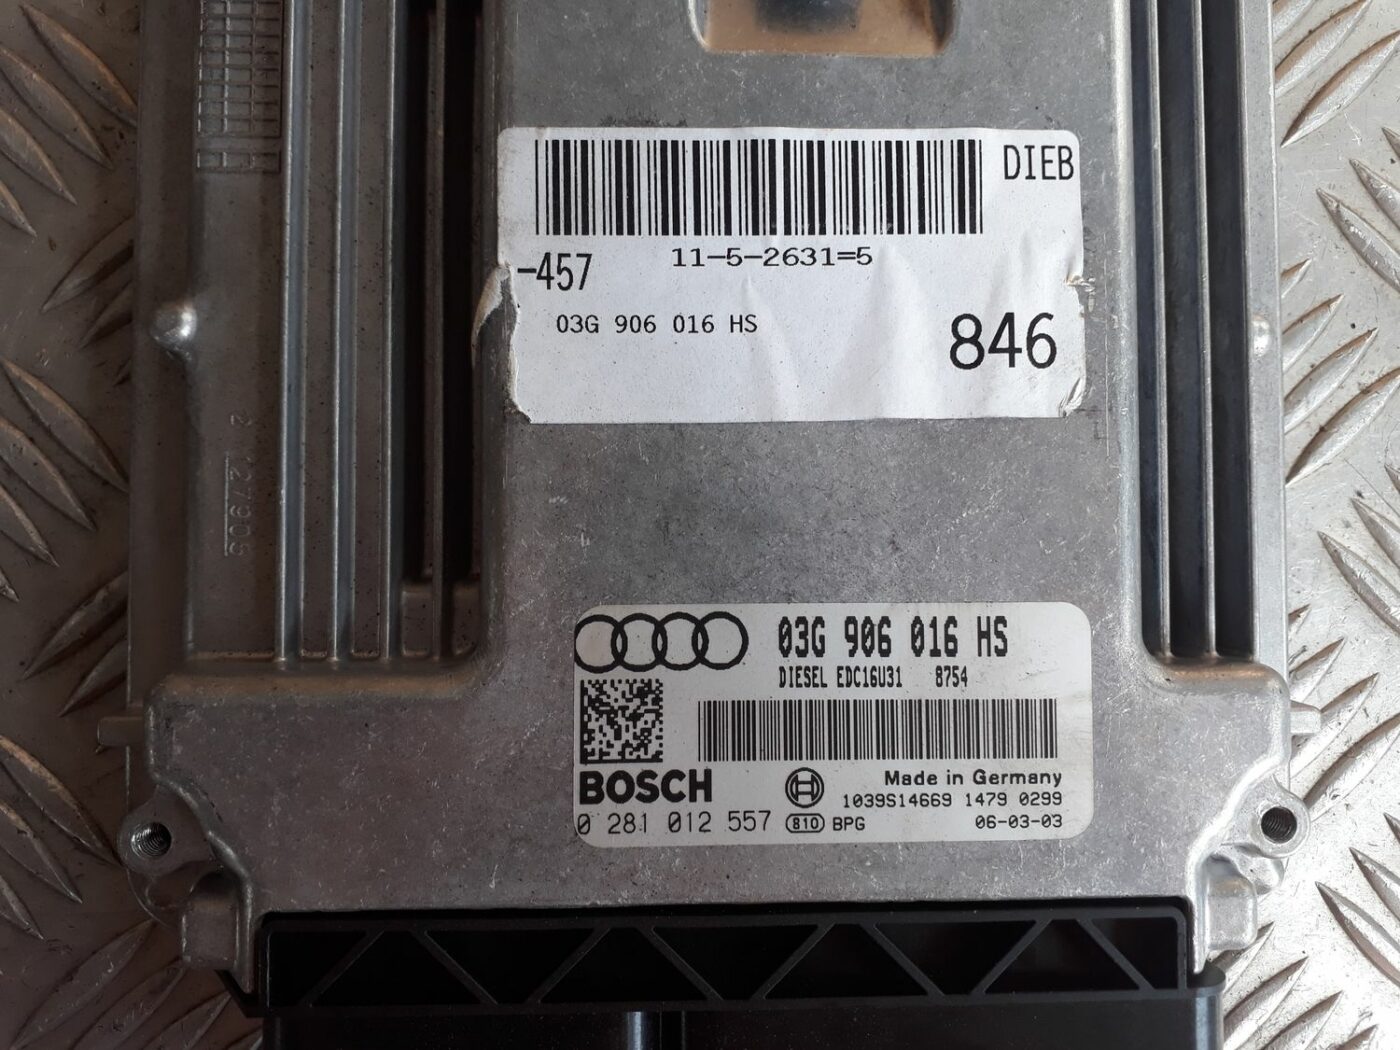 DIEB
11-5-2631=5
-457
03G 906 016 HS
846
03G 906 016 HS
DIESEL EDC16U31 8754
BOSCH
Made in Germany
1039S14669 1479 0299
0 281 012 557 810 BPG 06-03-03